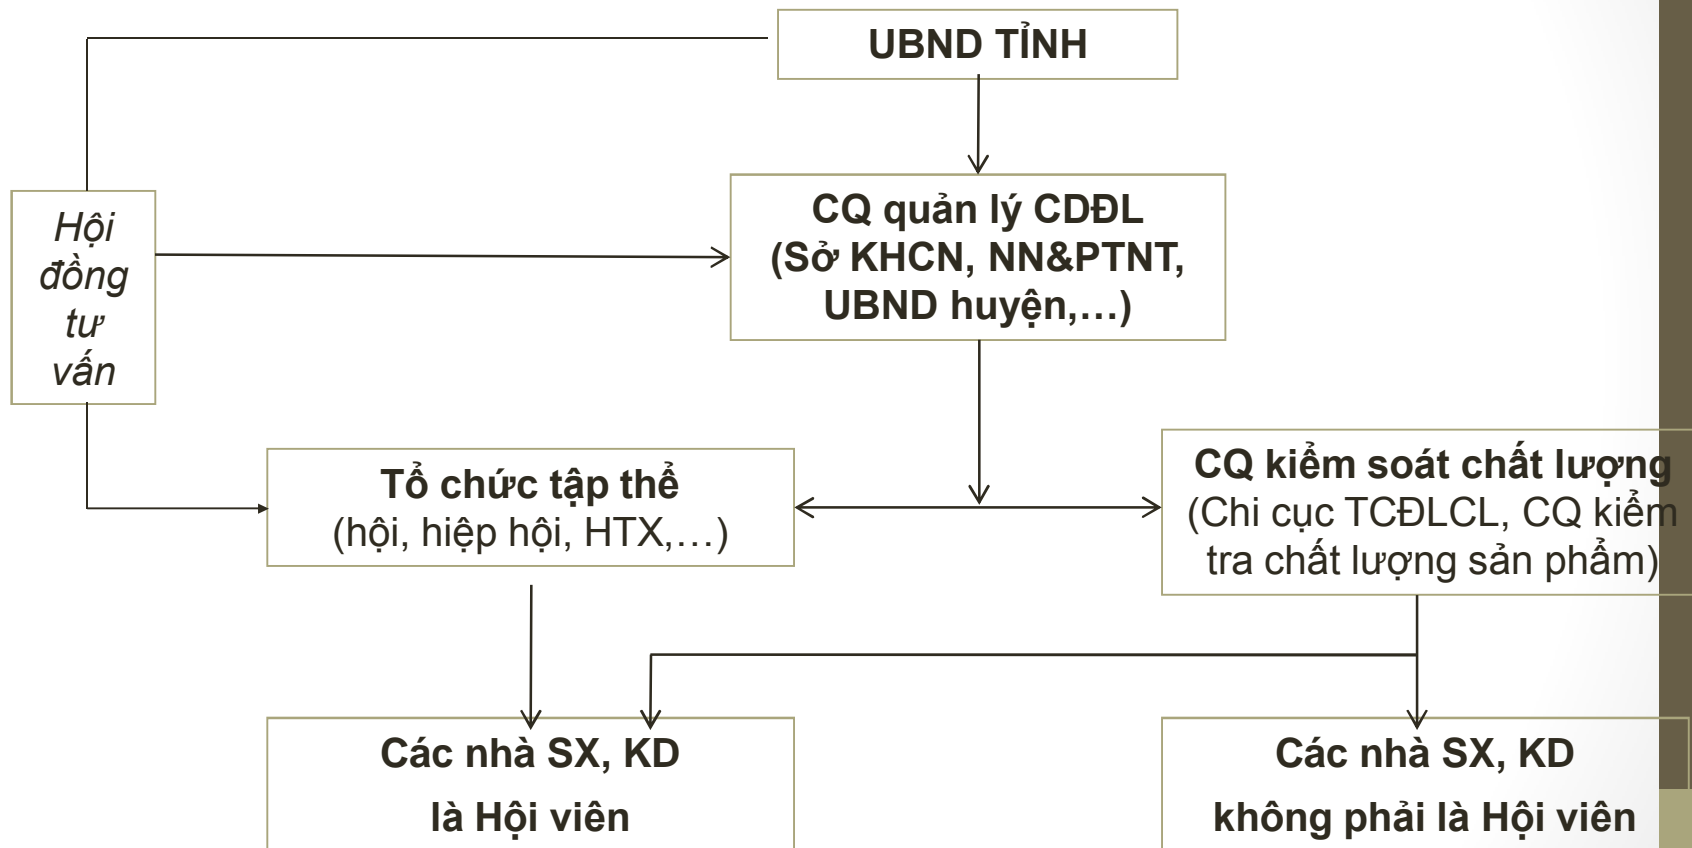 UBND TỈNH
Hội
đồng
tư
vấn
CQ quản lý CDĐL
(Sở KHCN, NN&PTNT,
UBND huyện,…)
Tổ chức tập thể
(hội, hiệp hội, HTX,…)
CQ kiểm soát chất lượng
(Chi cục TCĐLCL, CQ kiểm
tra chất lượng sản phẩm)
Các nhà SX, KD
là Hội viên
Các nhà SX, KD
không phải là Hội viên